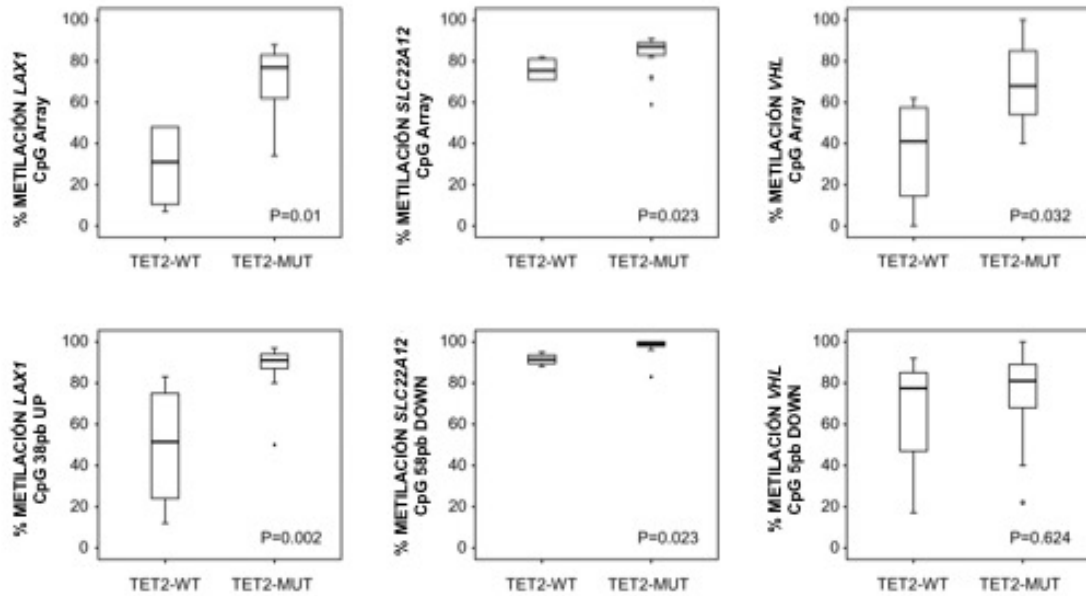 % METILACIÓN LAX1
CpG Array
100
80
60
40
20
0
P=0.01
TET2-WT TET2-MUT
% METILACIÓN SLC22A12
CpG Array
100
80
60
40
20
0
P=0.023
TET2-WT TET2-MUT
% METILACIÓN VHL
CpG Array
100
80
60
40
20
0
P=0.032
TET2-WT TET2-MUT
% METILACIÓN LAX1
CpG 38pb UP
100
80
60
40
20
0
P=0.002
TET2-WT TET2-MUT
% METILACIÓN SLC22A12
CpG 58pb DOWN
100
80
60
40
20
0
P=0.023
TET2-WT TET2-MUT
% METILACIÓN VHL
CpG 5pb DOWN
100
80
60
40
20
0
P=0.624
TET2-WT TET2-MUT